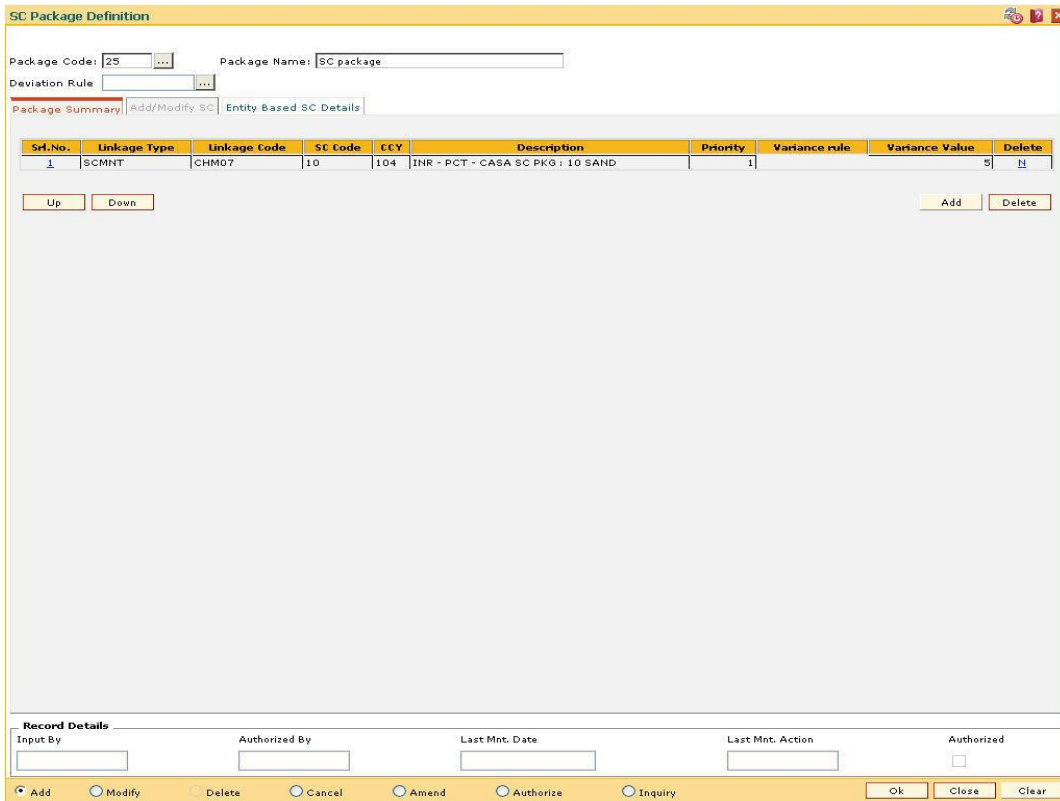 SC Package Definition
Package Code: 25 ... Package Name: SC package
Deviation Rule ...
Package Summary Add/Modify SC Entity Based SC Details
Srl.No. Linkage Type Linkage Code SC Code CCY Description Priority Variance rule Variance Value Delete
1 SCMNT CHM07 10 104 INR - PCT - CASA SC PKG : 10 SAND 1 5 N
Up Down Add Delete
Record Details
Input By Authorized By Last Mnt. Date Last Mnt. Action Authorized
Add Modify Delete Cancel Amend Authorize Inquiry Ok Close Clear